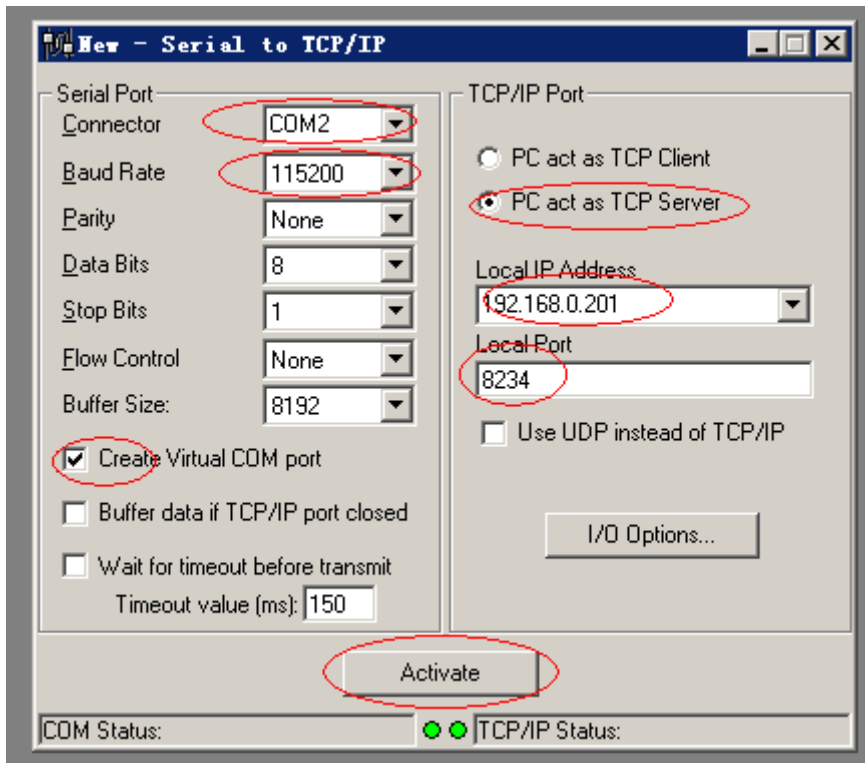 New - Serial to TCP/IP
Serial Port
Connector
COM2
Baud Rate
115200
Parity
None
Data Bits
8
Stop Bits
1
Flow Control
None
Buffer Size:
8192
Create Virtual COM port
Buffer data if TCP/IP port closed
Wait for timeout before transmit
Timeout value (ms): 150
TCP/IP Port
PC act as TCP Client
PC act as TCP Server
Local IP Address
192.168.0.201
Local Port
8234
Use UDP instead of TCP/IP
I/O Options...
Activate
COM Status:
TCP/IP Status: